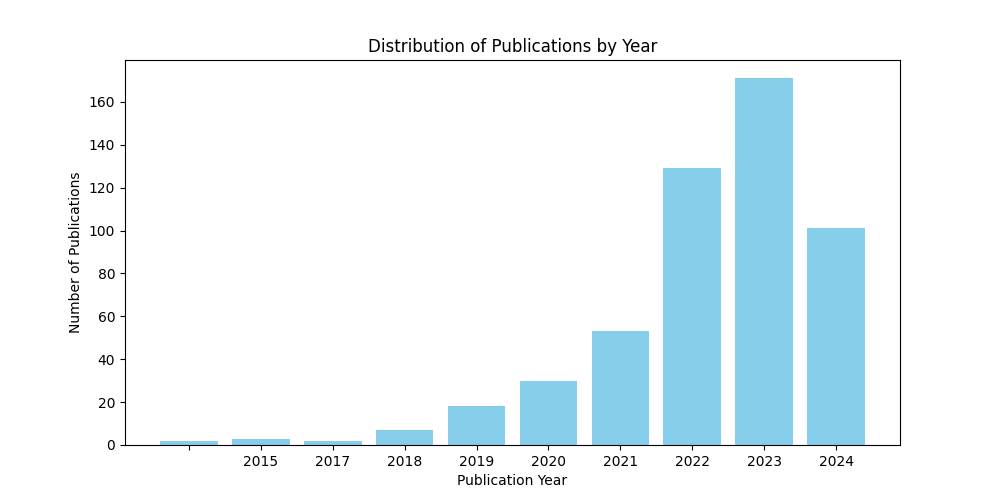 Distribution of Publications by Year
Number of Publications
160
140
120
100
80
60
40
20
0
2015 2017 2018 2019 2020 2021 2022 2023 2024
Publication Year